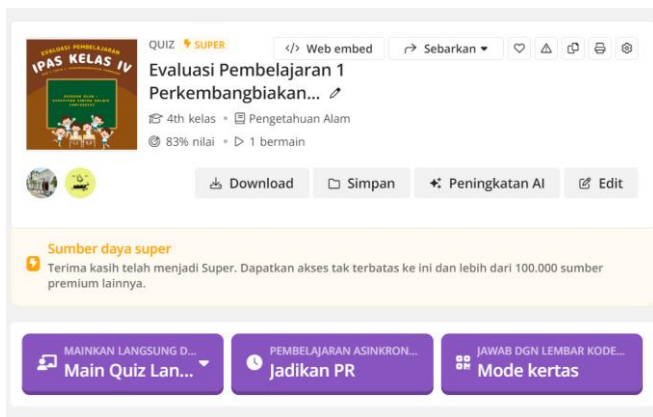 EVALUASI PEMBELAJARAN
IPAS KELAS IV
QUIZ SUPER
</> Web embed
Sebarkan
Evaluasi Pembelajaran 1
Perkembangbiakan...
4th kelas • Pengetahuan Alam
83% nilai • 1 bermain
Download
Simpan
Peningkatan AI
Edit
Sumber daya super
Terima kasih telah menjadi Super. Dapatkan akses tak terbatas ke ini dan lebih dari 100.000 sumber
premium lainnya.
MAINKAN LANGSUNG D...
Main Quiz Lan...
PEMBELAJARAN ASINKRON...
Jadikan PR
JAWAB DGN LEMBAR KODE...
Mode kertas